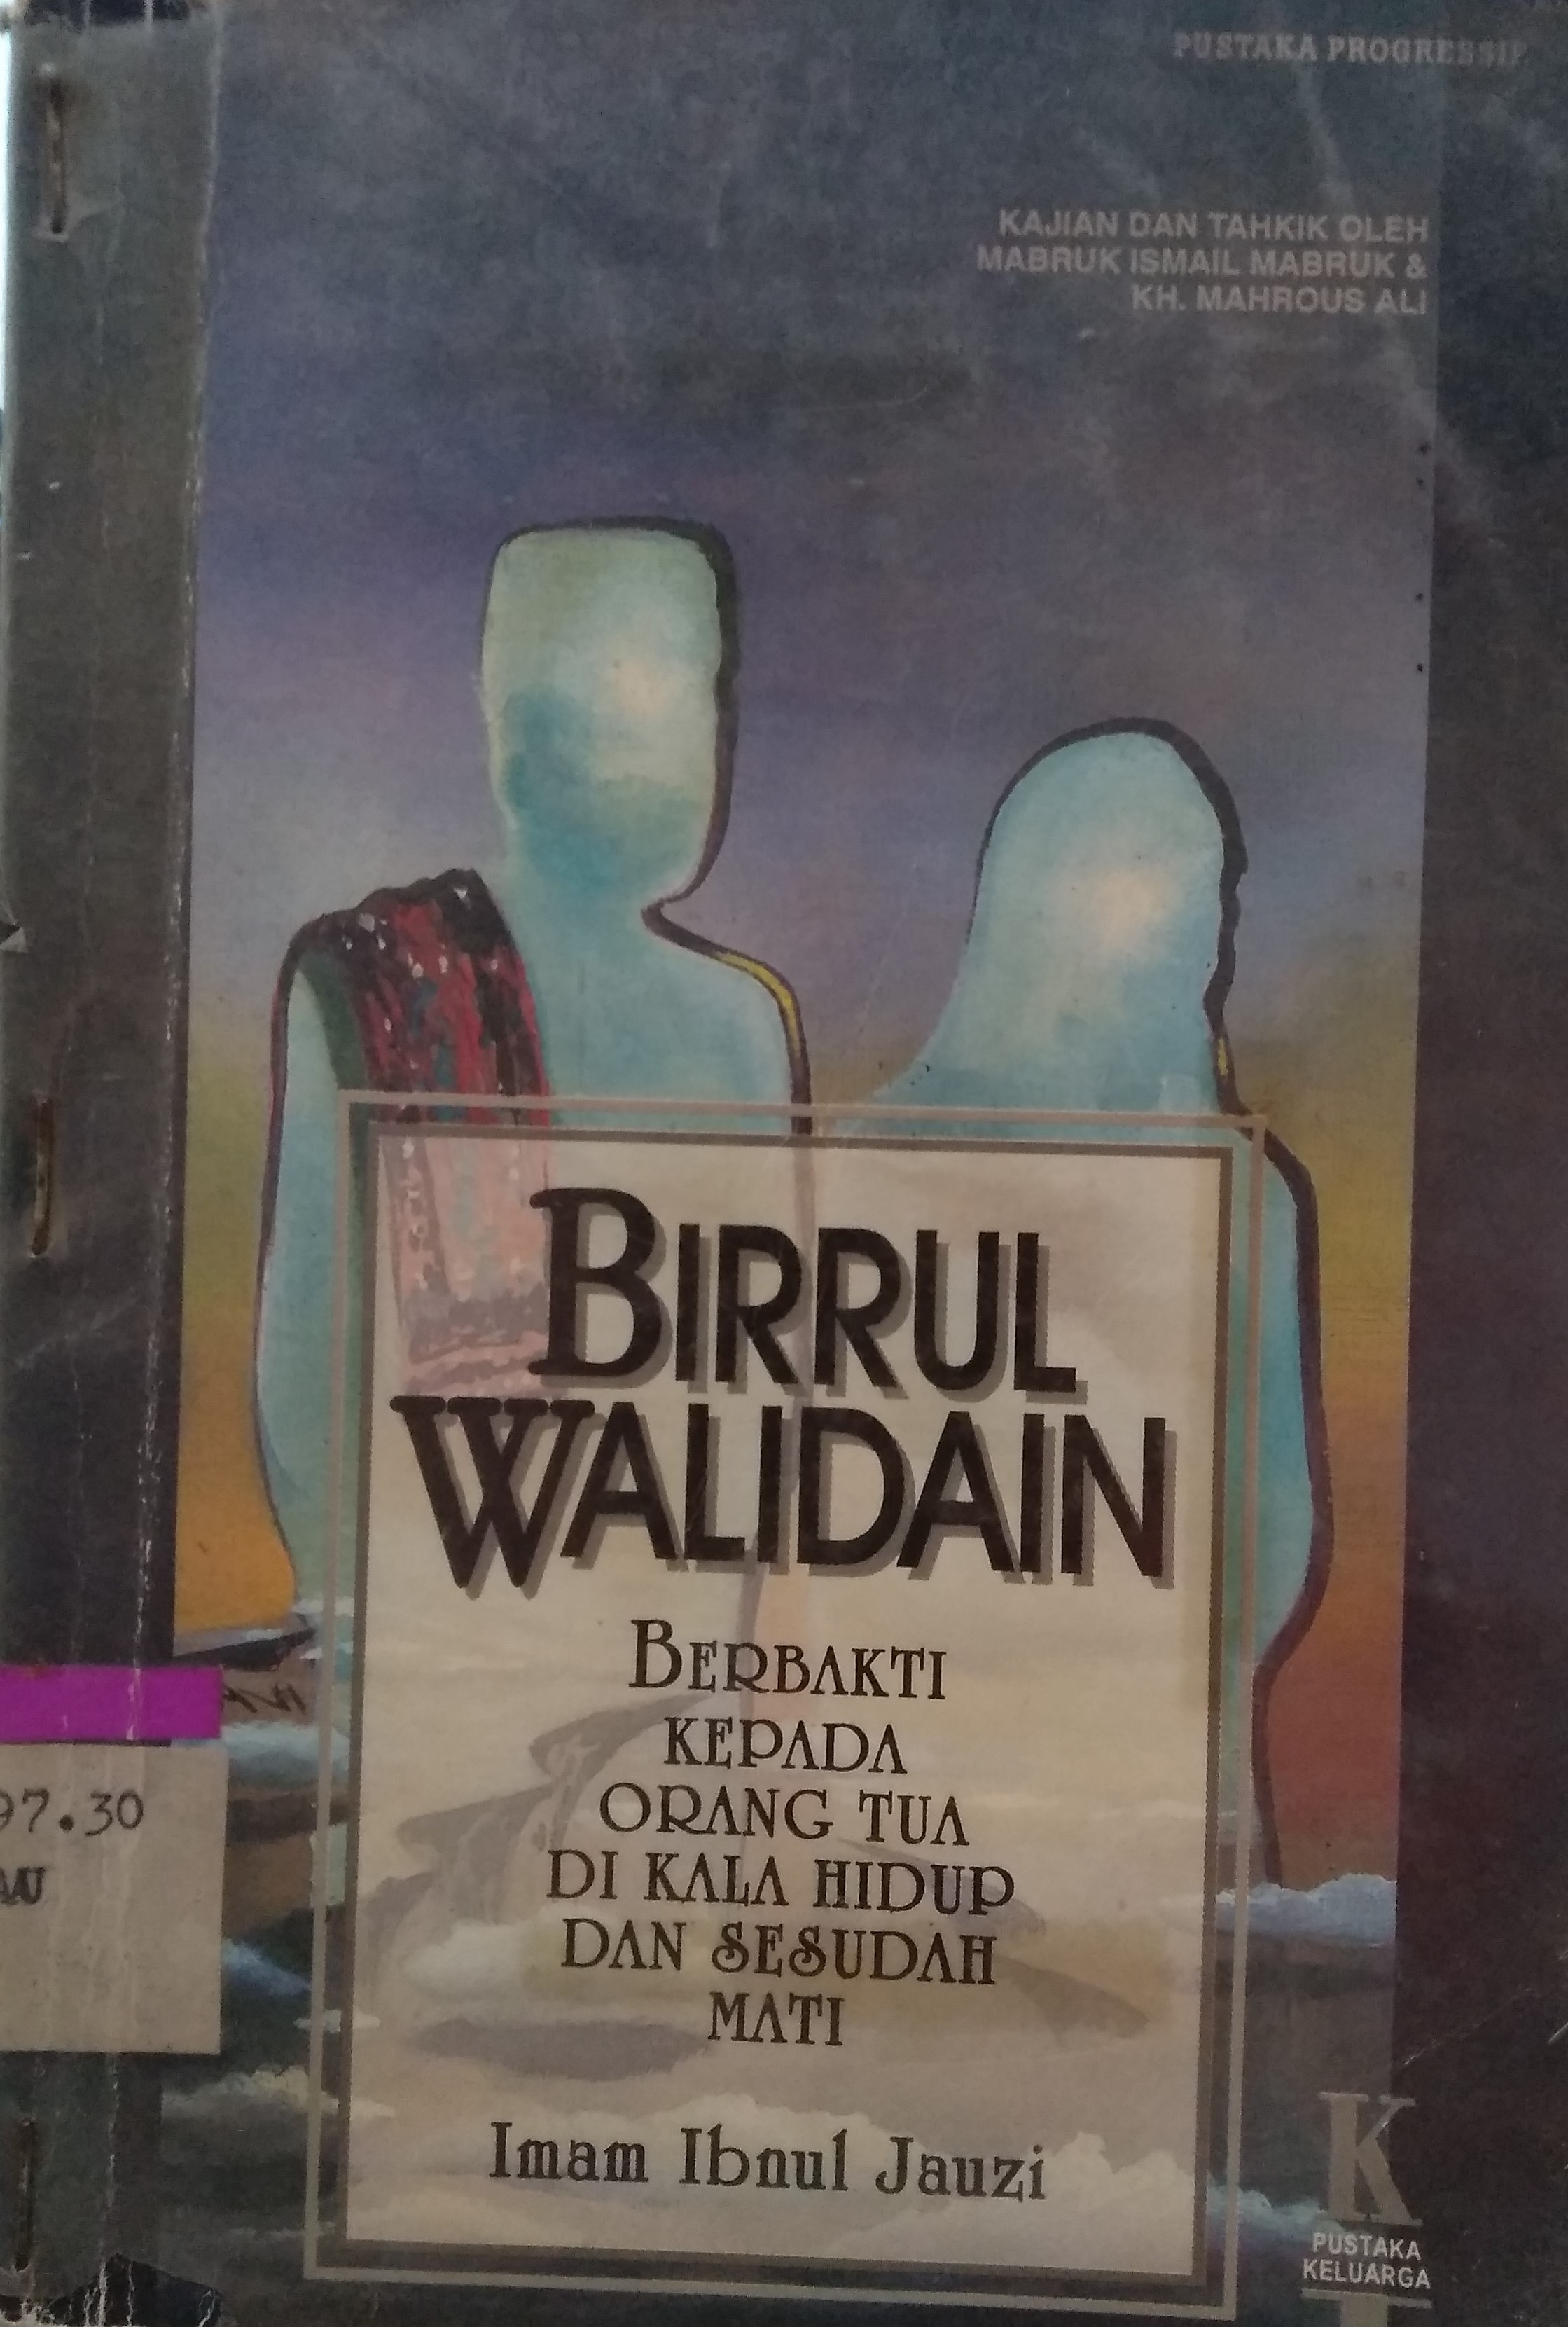 PUSTAKA PROGRESSIF
KAJIAN DAN TAHKIK OLEH
MABRUK ISMAIL MABRUK &
KH. MAHROUS ALI
BIRRUL
WALIDAIN
BERBAKTI
KEPADA
ORANG TUA
DI KALA HIDUP
DAN SESUDAH
MATI
Imam Ibnul Jauzi
97.30
K
PUSTAKA
KELUARGA